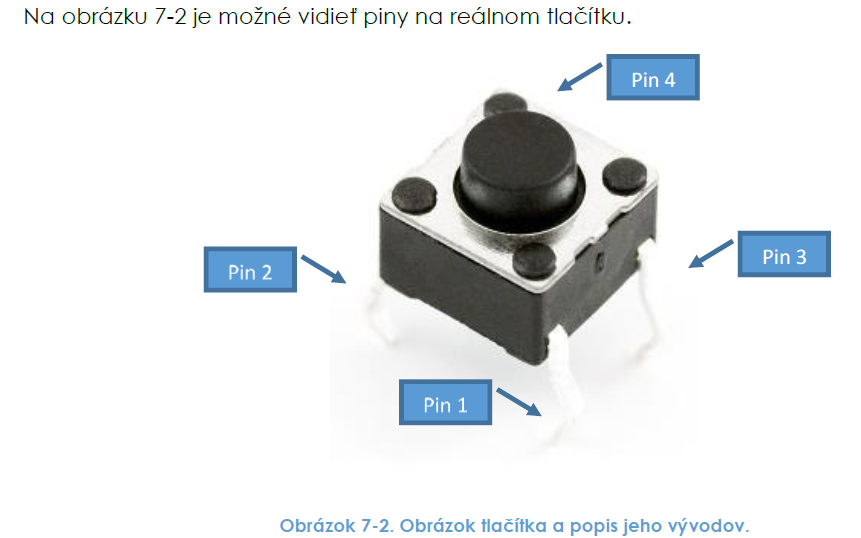 Na obrázku 7-2 je možné vidieť piny na reálnom tlačítku.
Pin 4
Pin 3
Pin 2
Pin 1
Obrázok 7-2. Obrázok tlačítka a popis jeho vývodov.